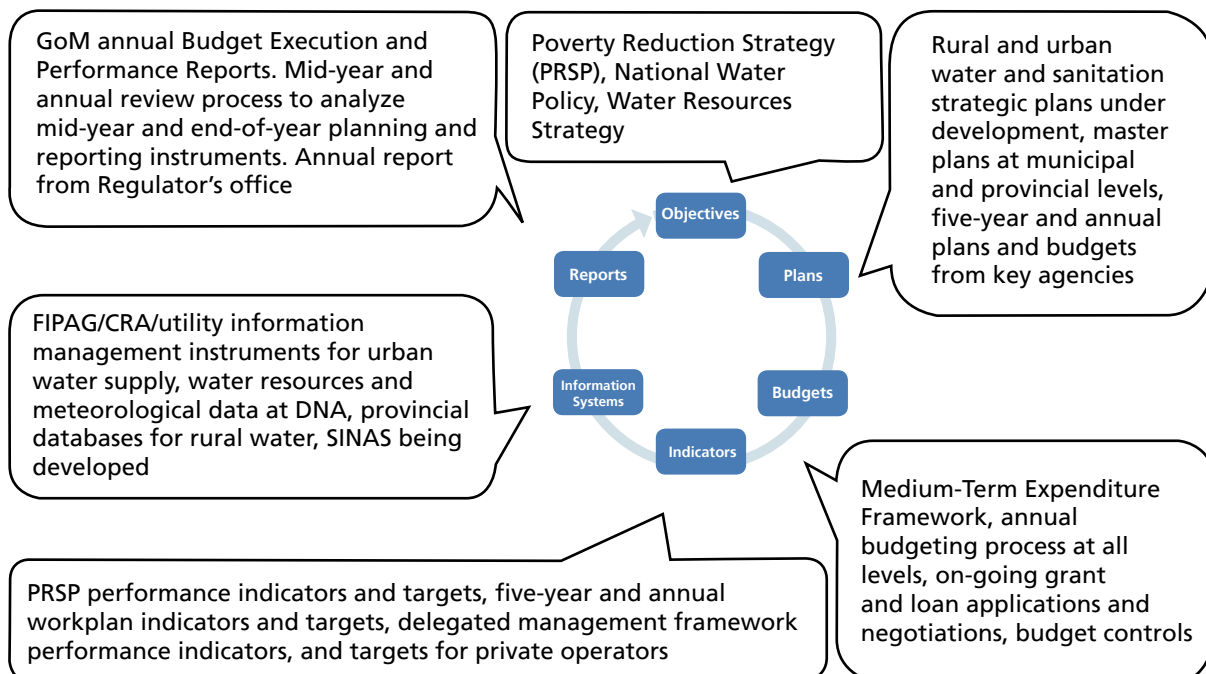 GoM annual Budget Execution and
Performance Reports. Mid-year and
annual review process to analyze
mid-year and end-of-year planning and
reporting instruments. Annual report
from Regulator’s office
Poverty Reduction Strategy
(PRSP), National Water
Policy, Water Resources
Strategy
Rural and urban
water and sanitation
strategic plans under
development, master
plans at municipal
and provincial levels,
five-year and annual
plans and budgets
from key agencies
Objectives
Reports
Plans
Information
Systems
Budgets
Indicators
FIPAG/CRA/utility information
management instruments for urban
water supply, water resources and
meteorological data at DNA, provincial
databases for rural water, SINAS being
developed
Medium-Term Expenditure
Framework, annual
budgeting process at all
levels, on-going grant
and loan applications and
negotiations, budget controls
PRSP performance indicators and targets, five-year and annual
workplan indicators and targets, delegated management framework
performance indicators, and targets for private operators